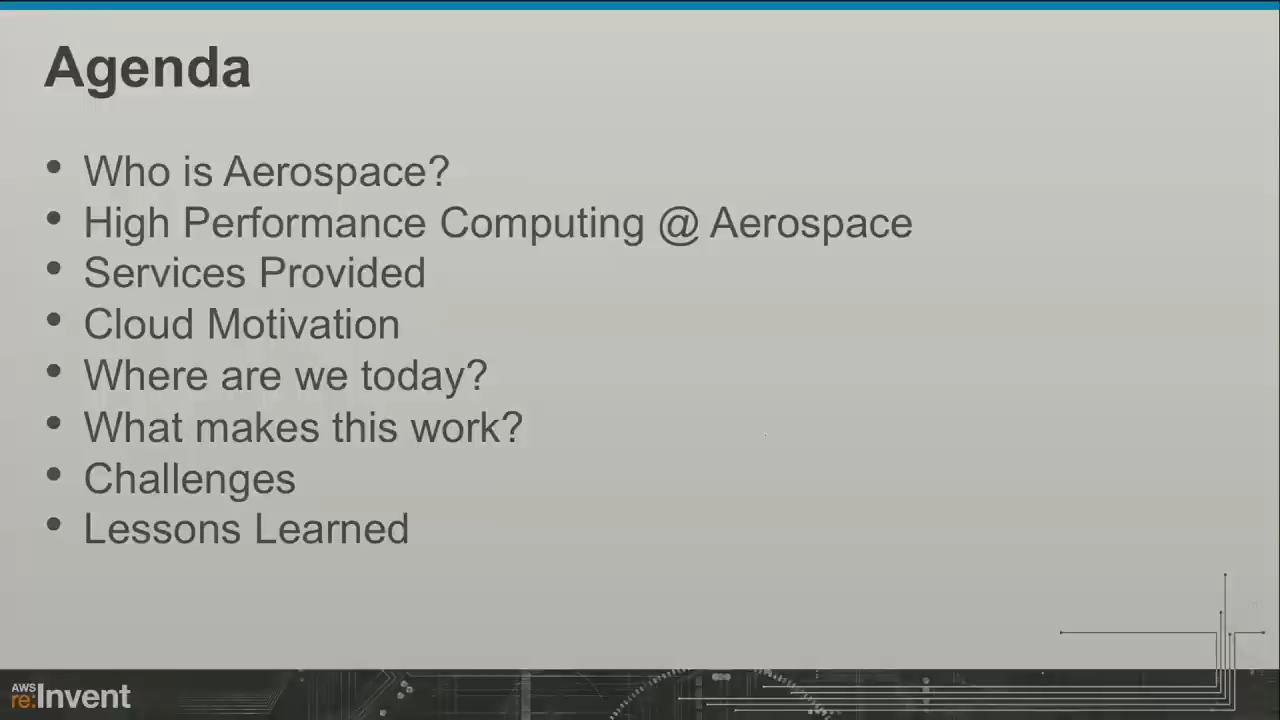 Agenda
• Who is Aerospace?
• High Performance Computing @ Aerospace
• Services Provided
• Cloud Motivation
• Where are we today?
• What makes this work?
• Challenges
• Lessons Learned
AWS
re:Invent